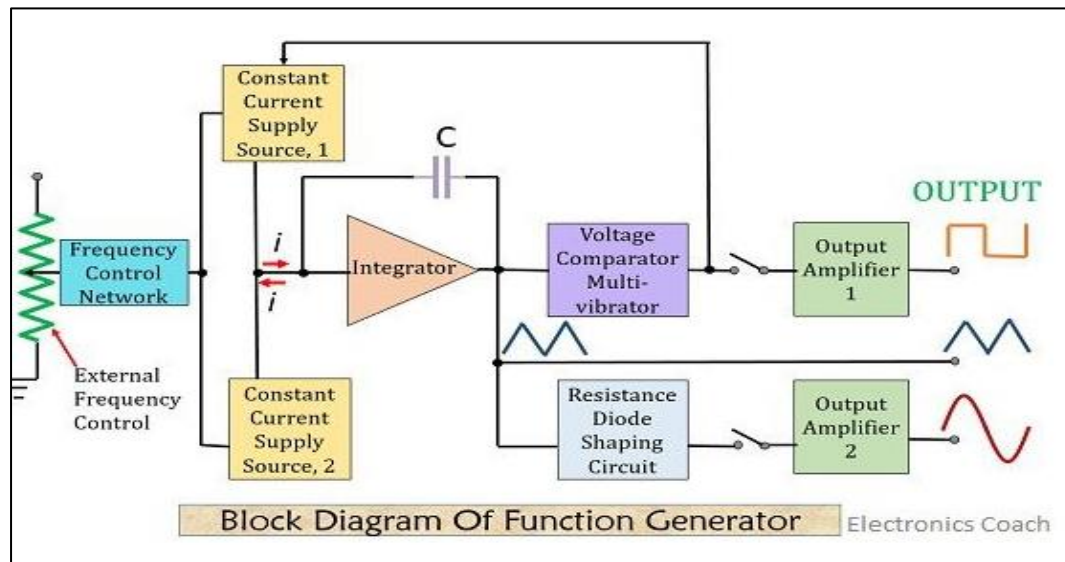 Constant
Current
Supply
Source, 1
C
OUTPUT
Frequency
Control
Network
i
i
Integrator
Voltage
Comparator
Multi-
vibrator
Output
Amplifier
1
External
Frequency
Control
Constant
Current
Supply
Source, 2
Resistance
Diode
Shaping
Circuit
Output
Amplifier
2
Block Diagram Of Function Generator
Electronics Coach